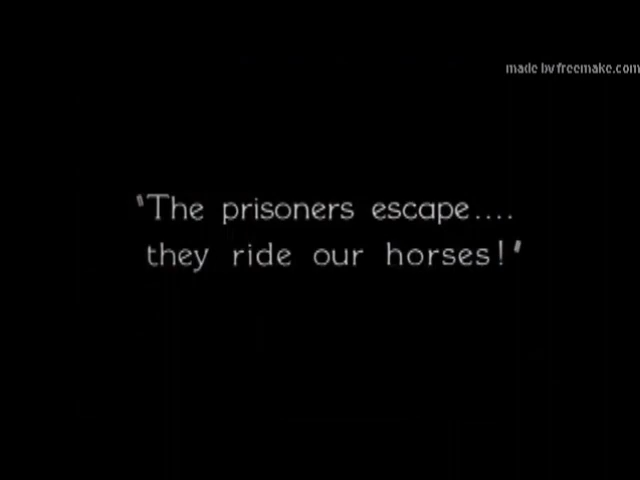 made by freemake.com
"The prisoners escape....
they ride our horses!"